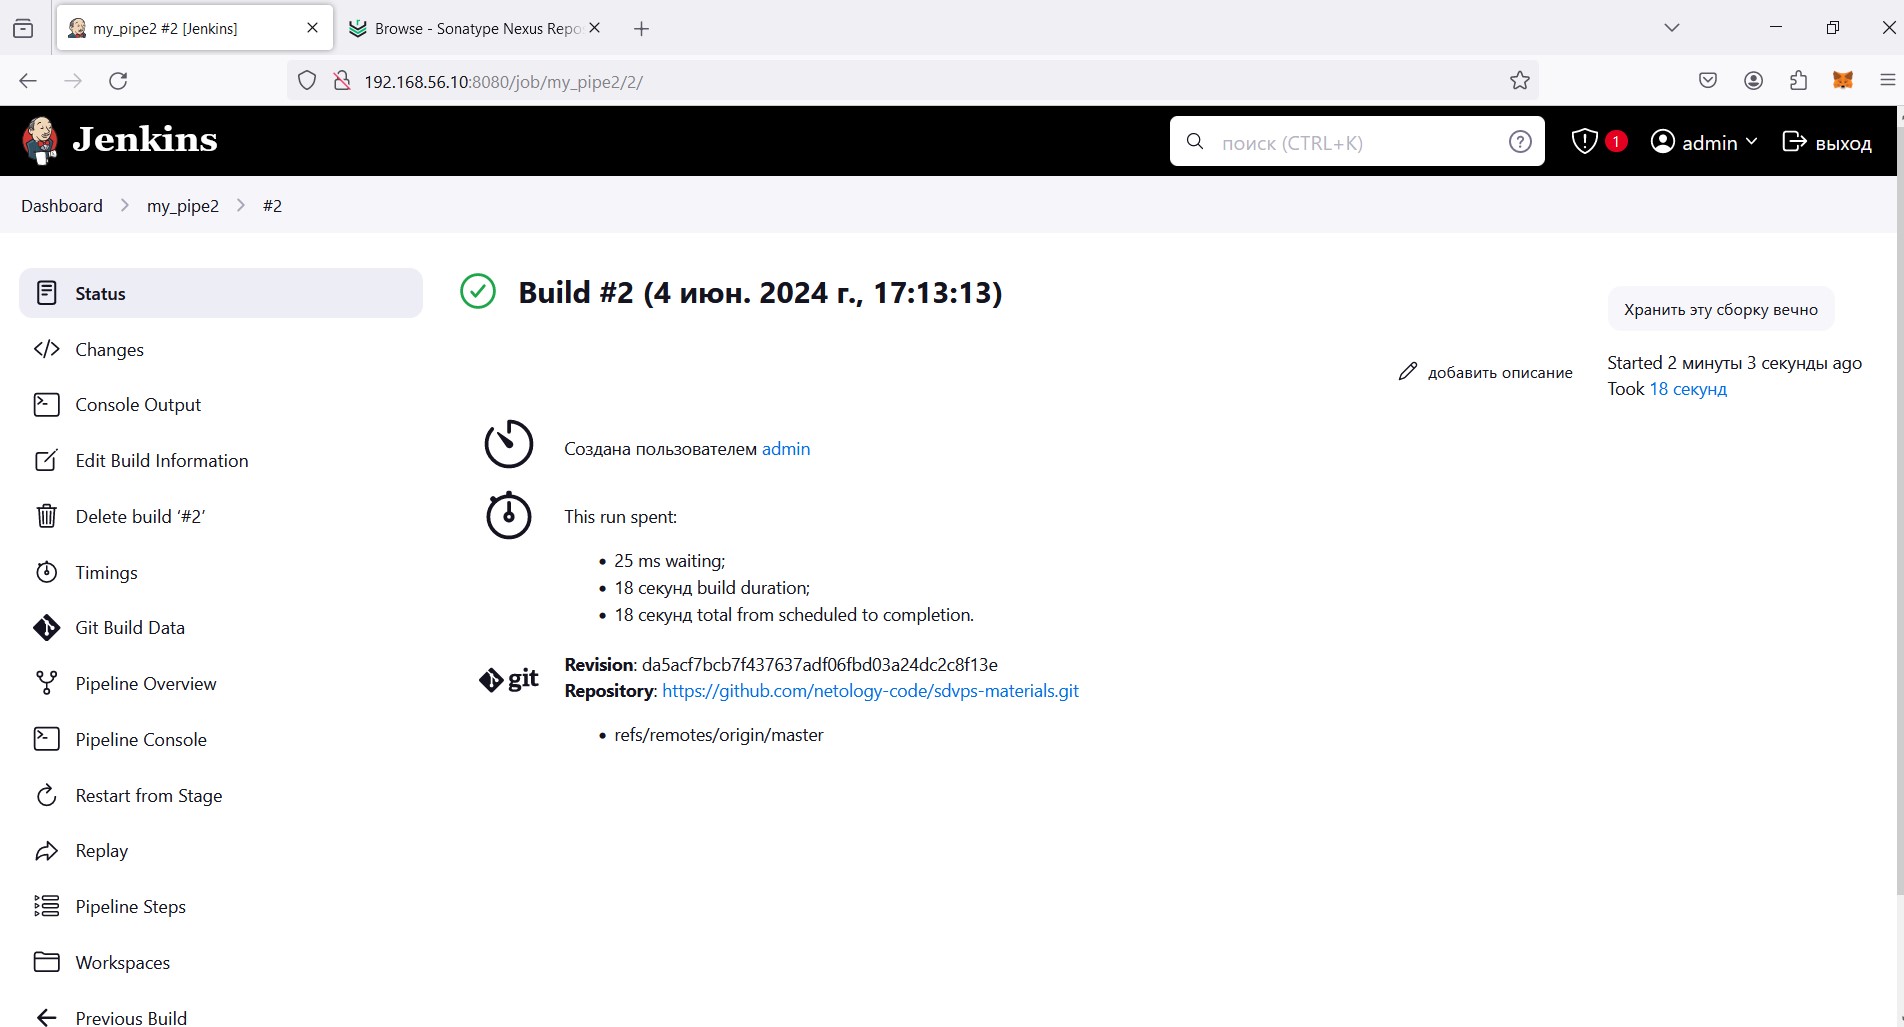 my_pipe2 #2 [Jenkins]
Browse - Sonatype Nexus Repo
192.168.56.10:8080/job/my_pipe2/2/
Jenkins
поиск (CTRL+K)
1
admin
выход
Dashboard
my_pipe2
#2
Status
Changes
Console Output
Edit Build Information
Delete build ‘#2’
Timings
Git Build Data
Pipeline Overview
Pipeline Console
Restart from Stage
Replay
Pipeline Steps
Workspaces
Previous Build
Build #2 (4 июн. 2024 г., 17:13:13)
Хранить эту сборку вечно
добавить описание
Started 2 минуты 3 секунды ago
Took 18 секунд
Создана пользователем admin
This run spent:
25 ms waiting;
18 секунд build duration;
18 секунд total from scheduled to completion.
git
Revision: da5acf7bcb7f437637adf06fbd03a24dc2c8f13e
Repository: https://github.com/netology-code/sdvps-materials.git
refs/remotes/origin/master